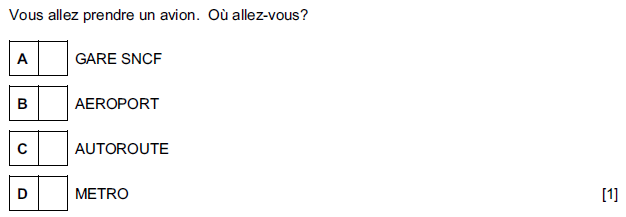 Vous allez prendre un avion. Où allez-vous?
A GARE SNCF
B AEROPORT
C AUTOROUTE
D METRO [1]